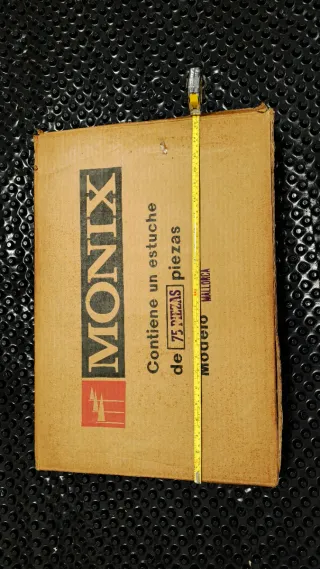 MONIX
Contiene un estuche
de 75 PIEZAS piezas
Modelo MALLORCA